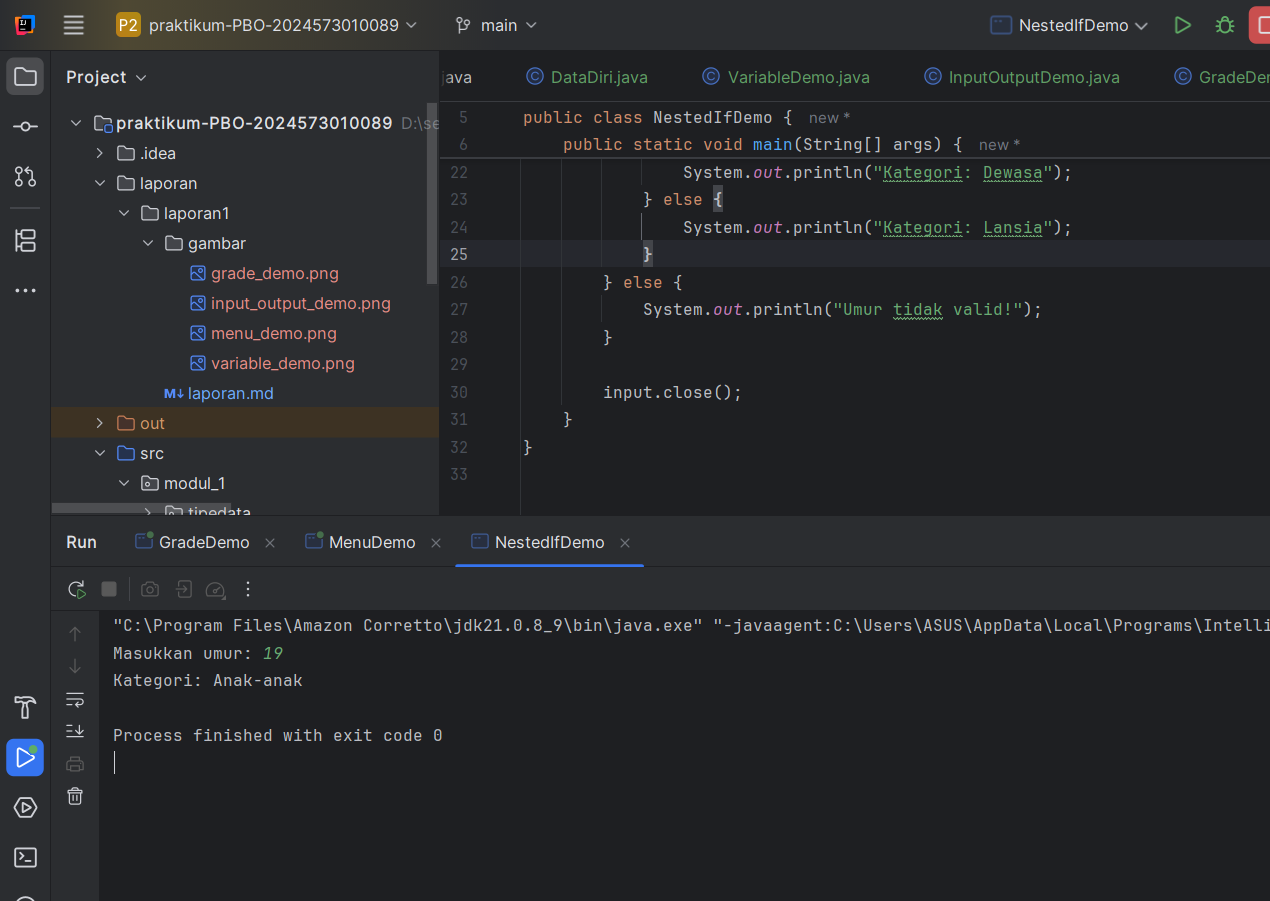 P2 praktikum-PBO-2024573010089 main NestedIfDemo
Project
praktikum-PBO-2024573010089 D:\se
.idea
laporan
laporan1
gambar
grade_demo.png
input_output_demo.png
menu_demo.png
variable_demo.png
M↓ laporan.md
out
src
modul_1
tipedata
java DataDiri.java VariableDemo.java InputOutputDemo.java GradeDem
5 public class NestedIfDemo { new *
6 public static void main(String[] args) { new *
22 System.out.println("Kategori: Dewasa");
23 } else {
24 System.out.println("Kategori: Lansia");
25 }
26 } else {
27 System.out.println("Umur tidak valid!");
28 }
29
30 input.close();
31 }
32 }
33
Run GradeDemo MenuDemo NestedIfDemo
"C:\Program Files\Amazon Corretto\jdk21.0.8_9\bin\java.exe" "-javaagent:C:\Users\ASUS\AppData\Local\Programs\Intelli
Masukkan umur: 19
Kategori: Anak-anak
Process finished with exit code 0